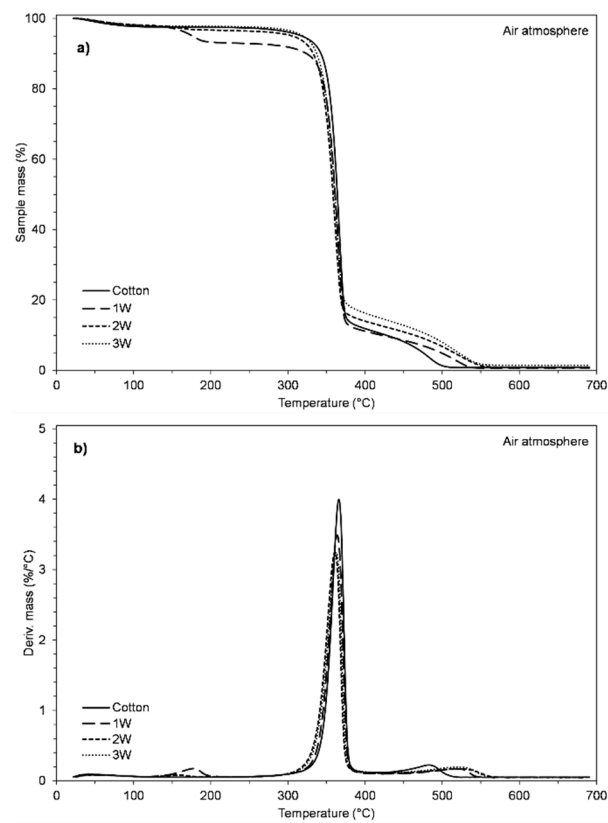 100
80
60
40
20
0
Sample mass (%)
a)
Air atmosphere
Cotton
1W
2W
3W
0 100 200 300 400 500 600 700
Temperature (°C)
5
4
3
2
1
0
Deriv. mass (%/°C)
b)
Air atmosphere
Cotton
1W
2W
3W
0 100 200 300 400 500 600 700
Temperature (°C)